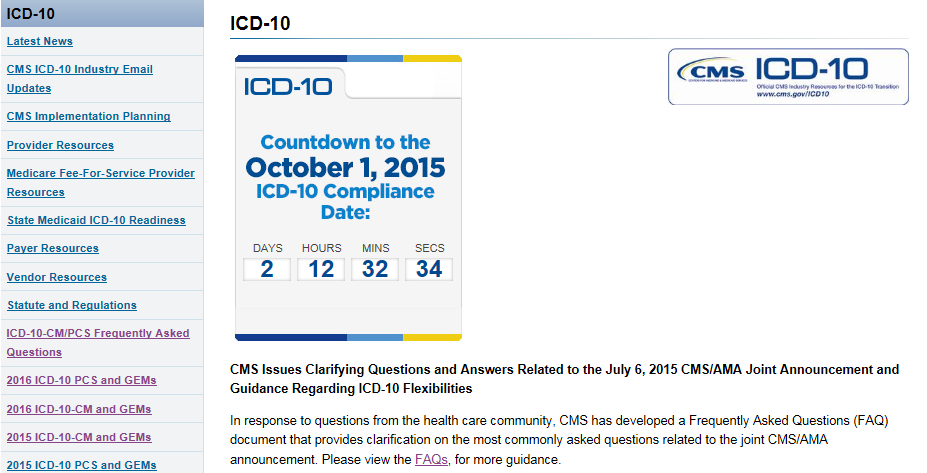 ICD-10
Latest News
CMS ICD-10 Industry Email
Updates
CMS Implementation Planning
Provider Resources
Medicare Fee-For-Service Provider
Resources
State Medicaid ICD-10 Readiness
Payer Resources
Vendor Resources
Statute and Regulations
ICD-10-CM/PCS Frequently Asked
Questions
2016 ICD-10 PCS and GEMs
2016 ICD-10-CM and GEMs
2015 ICD-10-CM and GEMs
2015 ICD-10 PCS and GEMs
ICD-10
ICD-10
Countdown to the
October 1, 2015
ICD-10 Compliance
Date:
DAYS HOURS MINS SECS
2 12 32 34
CMS ICD-10
CENTERS FOR MEDICARE & MEDICAID SERVICES
Official CMS Industry Resources for the ICD-10 Transition
www.cms.gov/ICD10
CMS Issues Clarifying Questions and Answers Related to the July 6, 2015 CMS/AMA Joint Announcement and
Guidance Regarding ICD-10 Flexibilities
In response to questions from the health care community, CMS has developed a Frequently Asked Questions (FAQ)
document that provides clarification on the most commonly asked questions related to the joint CMS/AMA
announcement. Please view the FAQs, for more guidance.